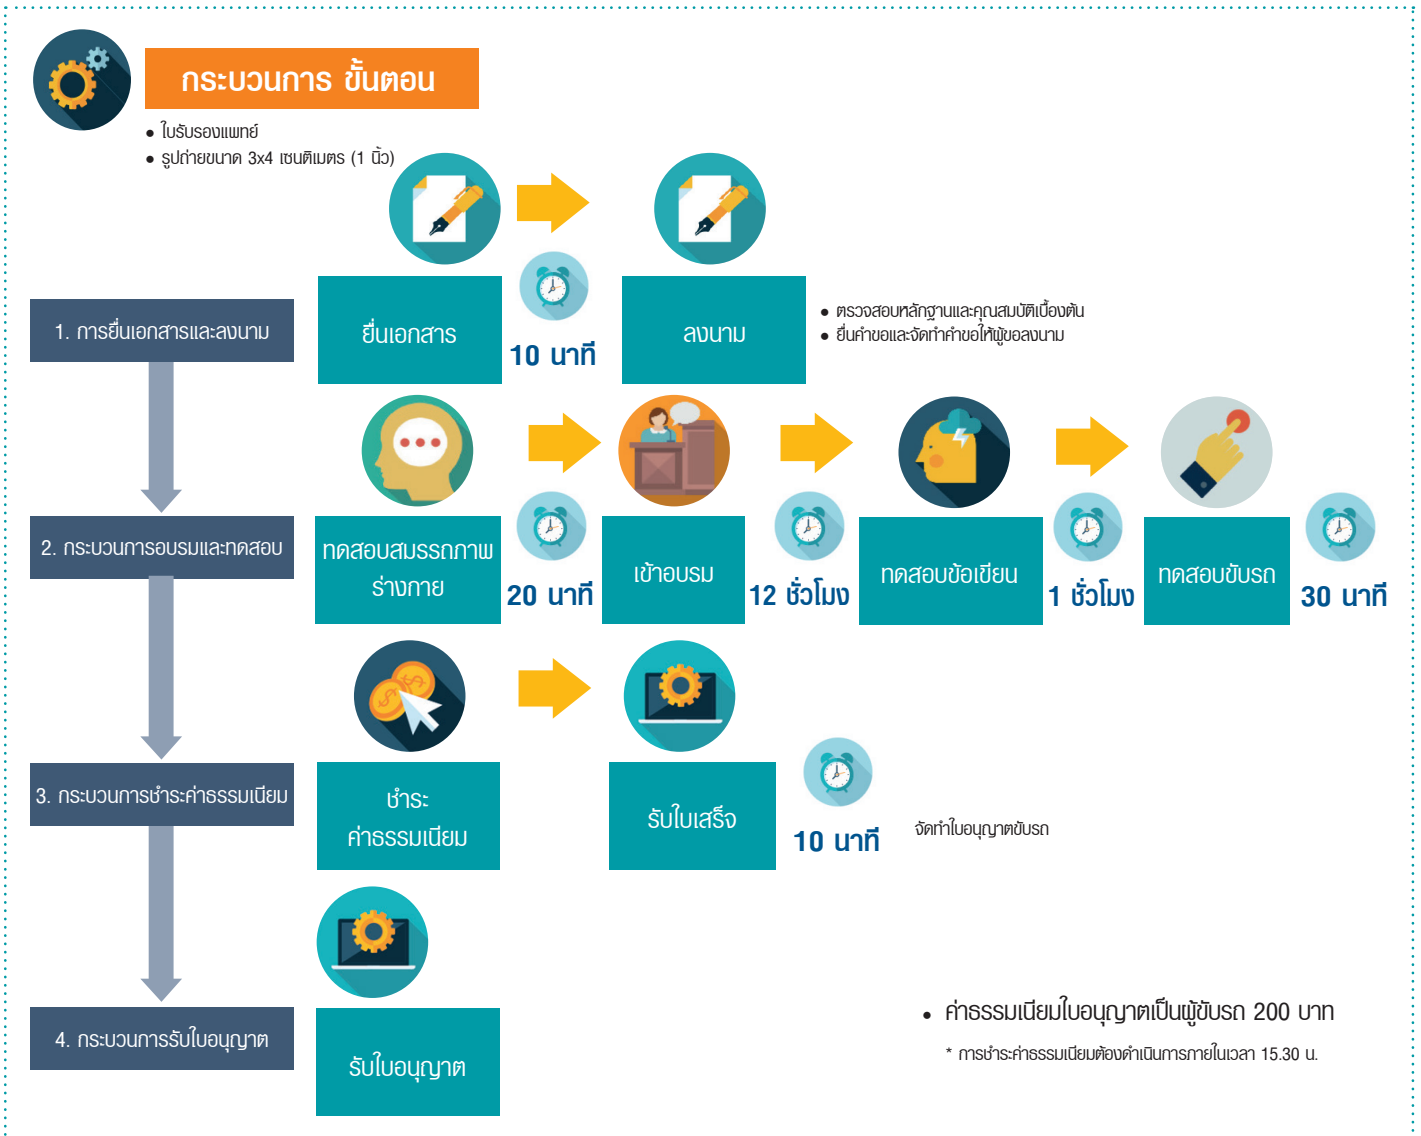 กระบวนการ ขั้นตอน
● ใบรับรองแพทย์
● รูปถ่ายขนาด 3x4 เซนติเมตร (1 นิ้ว)
1. การยื่นเอกสารและลงนาม
ยื่นเอกสาร
10 นาที
ลงนาม
● ตรวจสอบหลักฐานและคุณสมบัติเบื้องต้น
● ยื่นคำขอและจัดทำคำขอให้ผู้ขอลงนาม
2. กระบวนการอบรมและทดสอบ
ทดสอบสมรรถภาพ
ร่างกาย
20 นาที
เข้าอบรม
12 ชั่วโมง
ทดสอบข้อเขียน
1 ชั่วโมง
ทดสอบขับรถ
30 นาที
3. กระบวนการชำระค่าธรรมเนียม
ชำระ
ค่าธรรมเนียม
รับใบเสร็จ
10 นาที
จัดทำใบอนุญาตขับรถ
4. กระบวนการรับใบอนุญาต
รับใบอนุญาต
● ค่าธรรมเนียมใบอนุญาตเป็นผู้ขับรถ 200 บาท
* การชำระค่าธรรมเนียมต้องดำเนินการภายในเวลา 15.30 น.